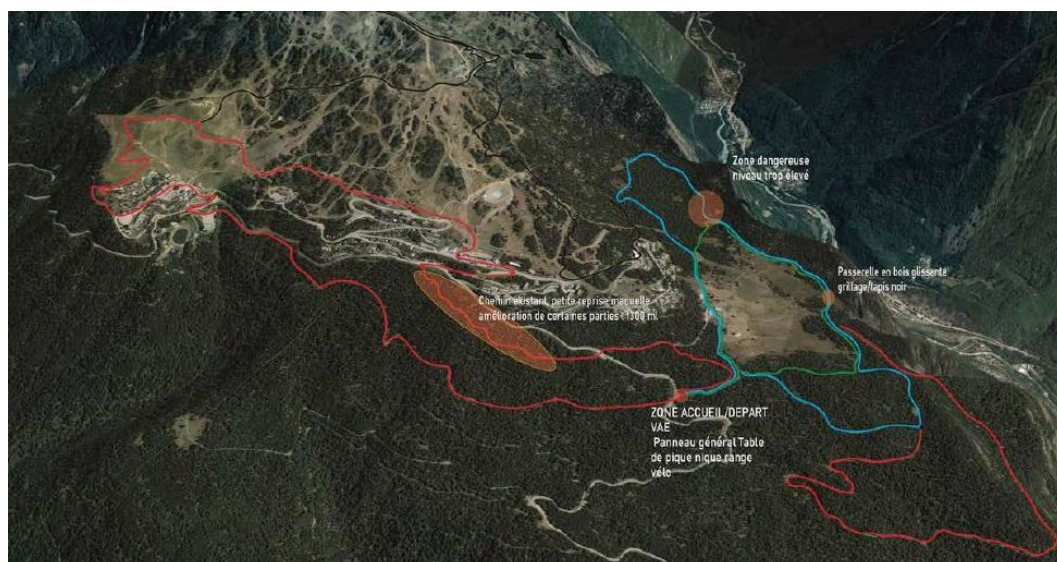 Zone dangereuse
niveau trop élevé
Passerelle en bois glissante
grillage/tapis noir
Chemin existant, petite reprise manuelle
amélioration de certaines parties : 1300 ml
ZONE ACCUEIL/DEPART
VAE
Panneau général Table
de pique nique range
vélo